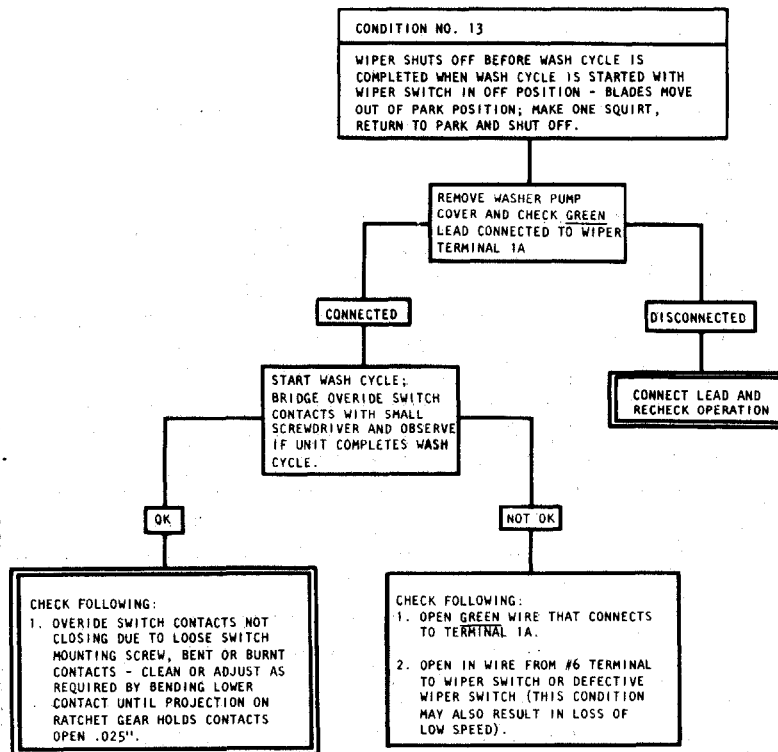 CONDITION NO. 13
WIPER SHUTS OFF BEFORE WASH CYCLE IS
COMPLETED WHEN WASH CYCLE IS STARTED WITH
WIPER SWITCH IN OFF POSITION - BLADES MOVE
OUT OF PARK POSITION; MAKE ONE SQUIRT,
RETURN TO PARK AND SHUT OFF.
REMOVE WASHER PUMP
COVER AND CHECK GREEN
LEAD CONNECTED TO WIPER
TERMINAL 1A
CONNECTED
DISCONNECTED
START WASH CYCLE;
BRIDGE OVERIDE SWITCH
CONTACTS WITH SMALL
SCREWDRIVER AND OBSERVE
IF UNIT COMPLETES WASH
CYCLE.
CONNECT LEAD AND
RECHECK OPERATION
OK
NOT OK
CHECK FOLLOWING:
1. OVERIDE SWITCH CONTACTS NOT
CLOSING DUE TO LOOSE SWITCH
MOUNTING SCREW, BENT OR BURNT
CONTACTS - CLEAN OR ADJUST AS
REQUIRED BY BENDING LOWER
CONTACT UNTIL PROJECTION ON
RATCHET GEAR HOLDS CONTACTS
OPEN .025".
CHECK FOLLOWING:
1. OPEN GREEN WIRE THAT CONNECTS
TO TERMINAL 1A.
2. OPEN IN WIRE FROM #6 TERMINAL
TO WIPER SWITCH OR DEFECTIVE
WIPER SWITCH (THIS CONDITION
MAY ALSO RESULT IN LOSS OF
LOW SPEED).